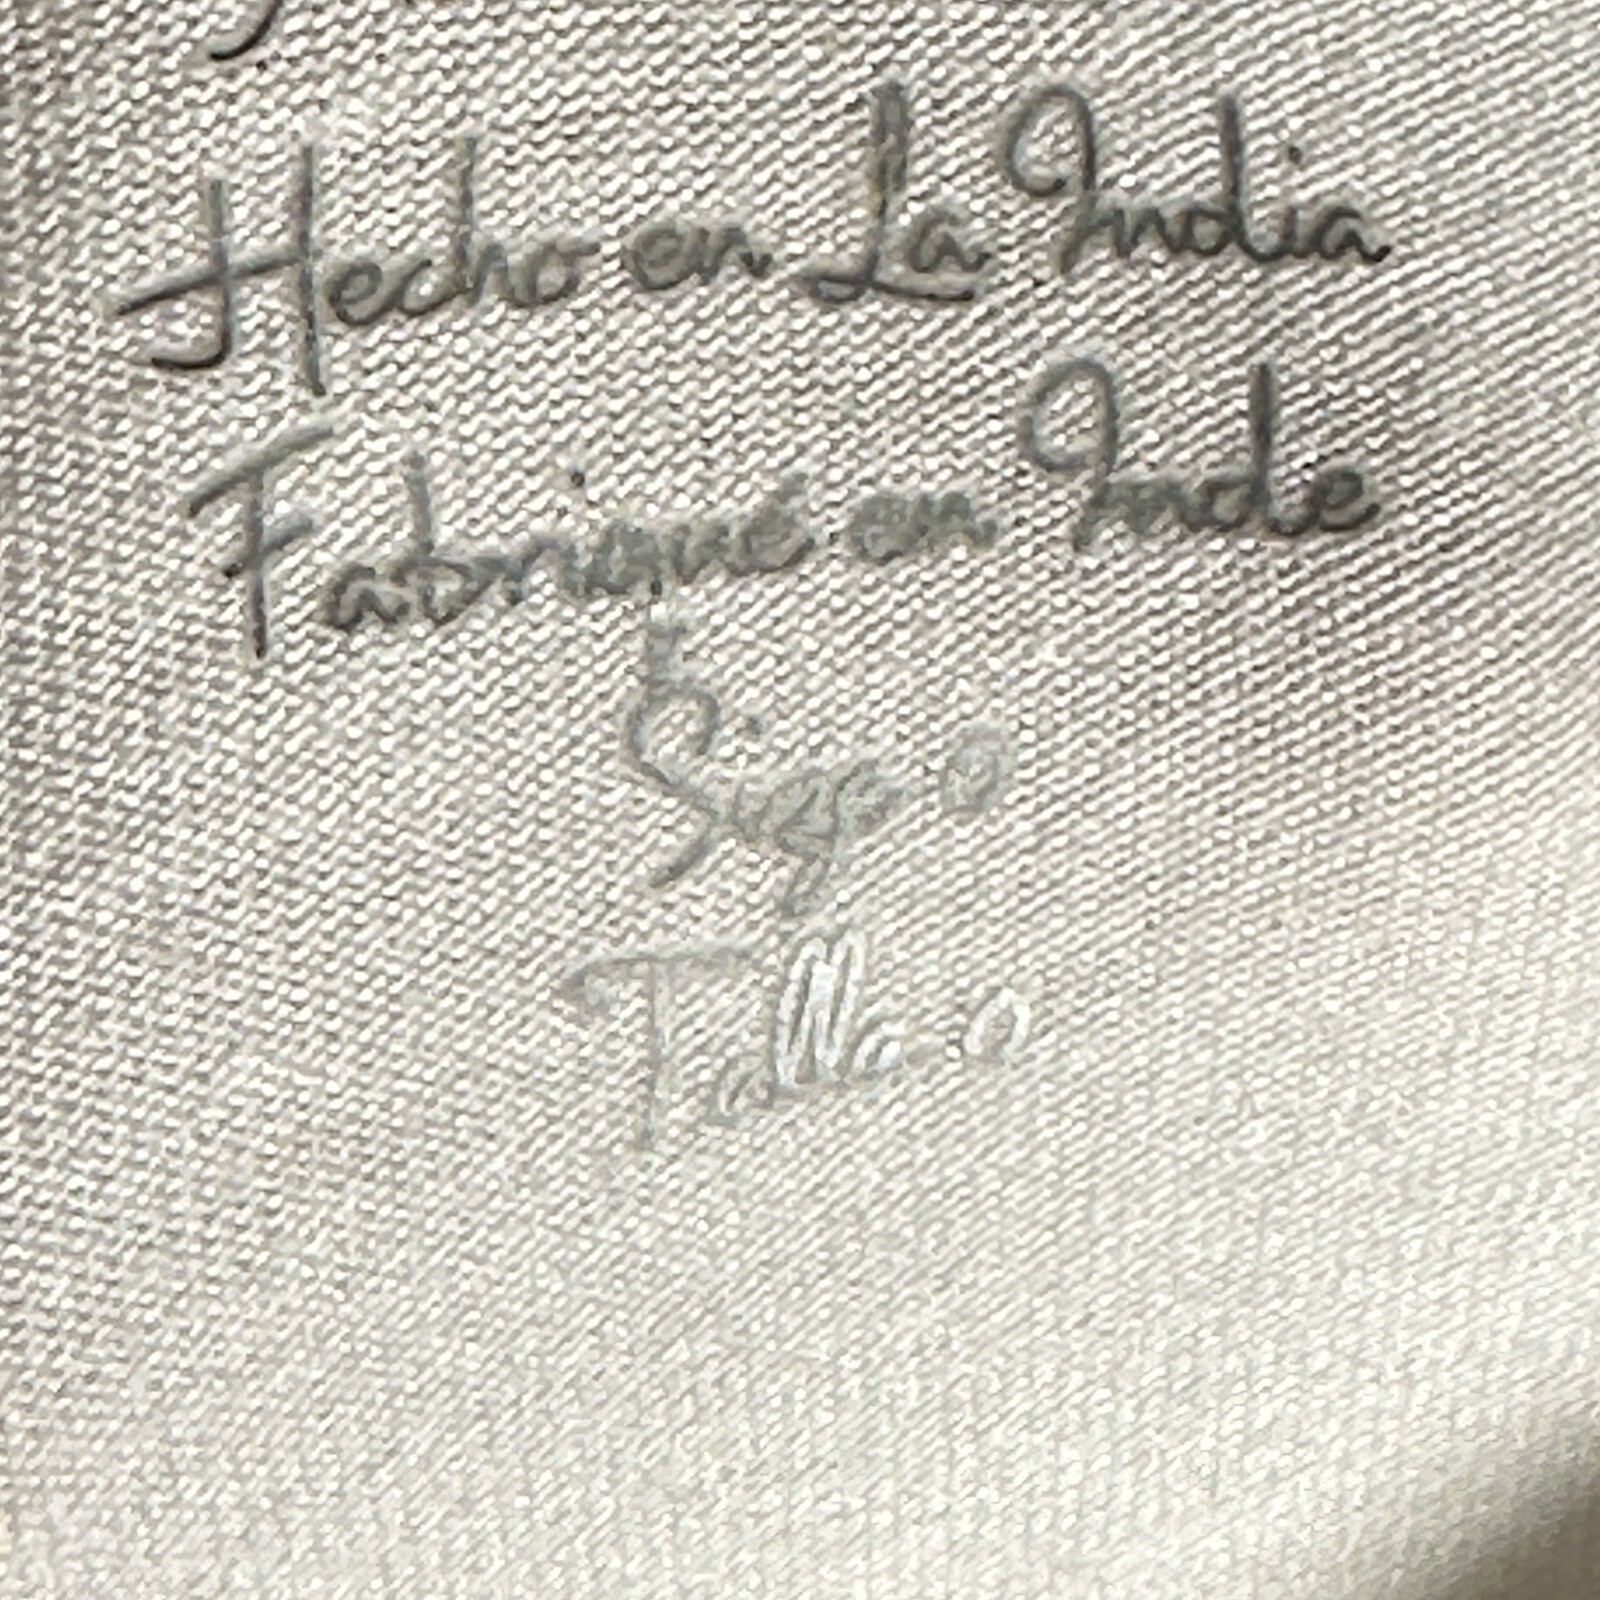 Hecho en La India
Fabriqué en Inde
Size 0
Talla 0